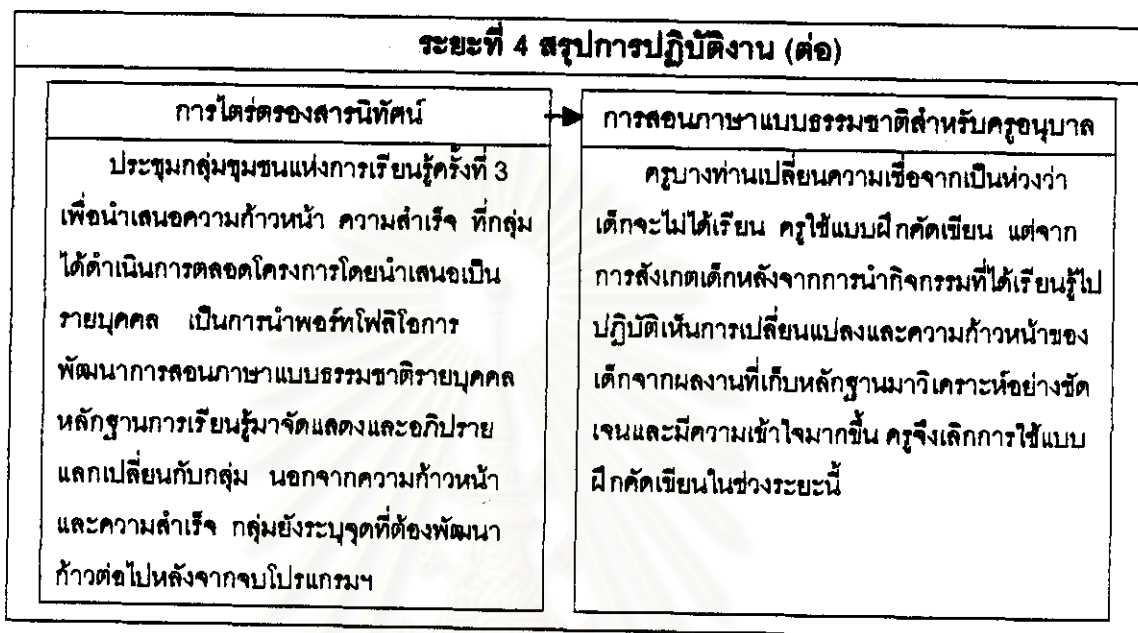 ระยะที่ 4 สรุปการปฏิบัติงาน (ต่อ)
การไตร่ตรองสารนิทัศน์
ประชุมกลุ่มชุมชนแห่งการเรียนรู้ครั้งที่ 3
เพื่อนำเสนอความก้าวหน้า ความสำเร็จ ที่กลุ่ม
ได้ดำเนินการตลอดโครงการโดยนำเสนอเป็น
รายบุคคล เป็นการนำพอร์ทโฟลิโอการ
พัฒนาการสอนภาษาแบบธรรมชาติรายบุคคล
หลักฐานการเรียนรู้มาจัดแสดงและอภิปราย
แลกเปลี่ยนกับกลุ่ม นอกจากความก้าวหน้า
และความสำเร็จ กลุ่มยังระบุจุดที่ต้องพัฒนา
ก้าวต่อไปหลังจากจบโปรแกรมฯ
การสอนภาษาแบบธรรมชาติสำหรับครูอนุบาล
ครูบางท่านเปลี่ยนความเชื่อจากเป็นห่วงว่า
เด็กจะไม่ได้เรียน ครูใช้แบบฝึกคัดเขียน แต่จาก
การสังเกตเด็กหลังจากการนำกิจกรรมที่ได้เรียนรู้ไป
ปฏิบัติเห็นการเปลี่ยนแปลงและความก้าวหน้าของ
เด็กจากผลงานที่เก็บหลักฐานมาวิเคราะห์อย่างชัด
เจนและมีความเข้าใจมากขึ้น ครูจึงเลิกการใช้แบบ
ฝึกคัดเขียนในช่วงระยะนี้